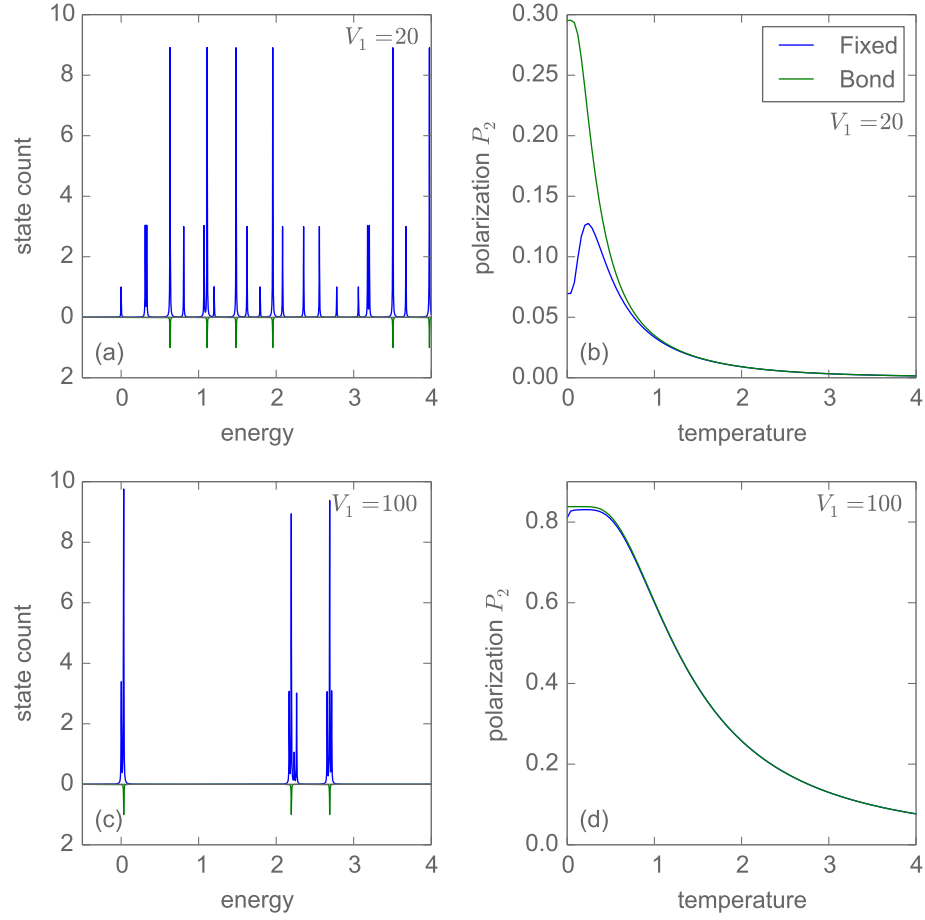 10
8
6
4
2
0
2
state count
V₁ = 20
(a)
0 1 2 3 4
energy
0.30
0.25
0.20
0.15
0.10
0.05
0.00
polarization P₂
Fixed
Bond
V₁ = 20
(b)
0 1 2 3 4
temperature
10
8
6
4
2
0
2
state count
V₁ = 100
(c)
0 1 2 3 4
energy
0.8
0.6
0.4
0.2
0.0
polarization P₂
V₁ = 100
(d)
0 1 2 3 4
temperature